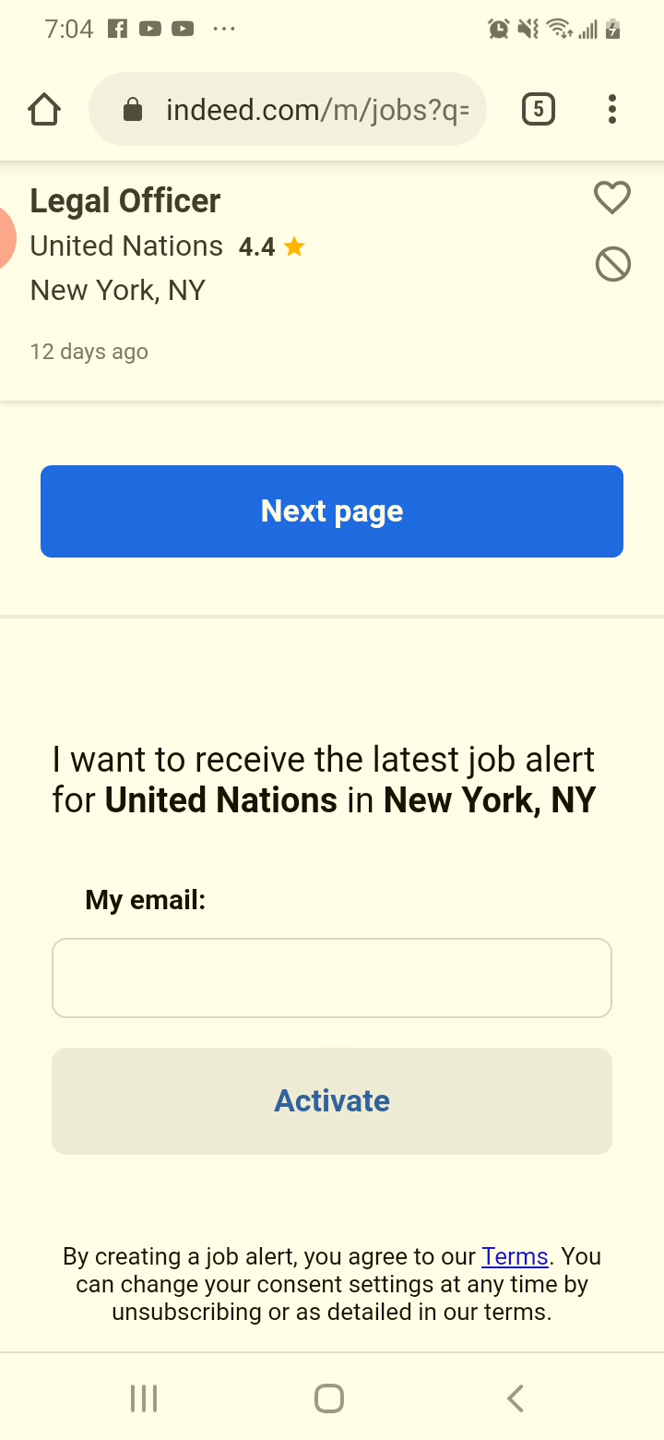 7:04
indeed.com/m/jobs?q=
5
Legal Officer
United Nations 4.4
New York, NY
12 days ago
Next page
I want to receive the latest job alert
for United Nations in New York, NY
My email:
Activate
By creating a job alert, you agree to our Terms. You
can change your consent settings at any time by
unsubscribing or as detailed in our terms.